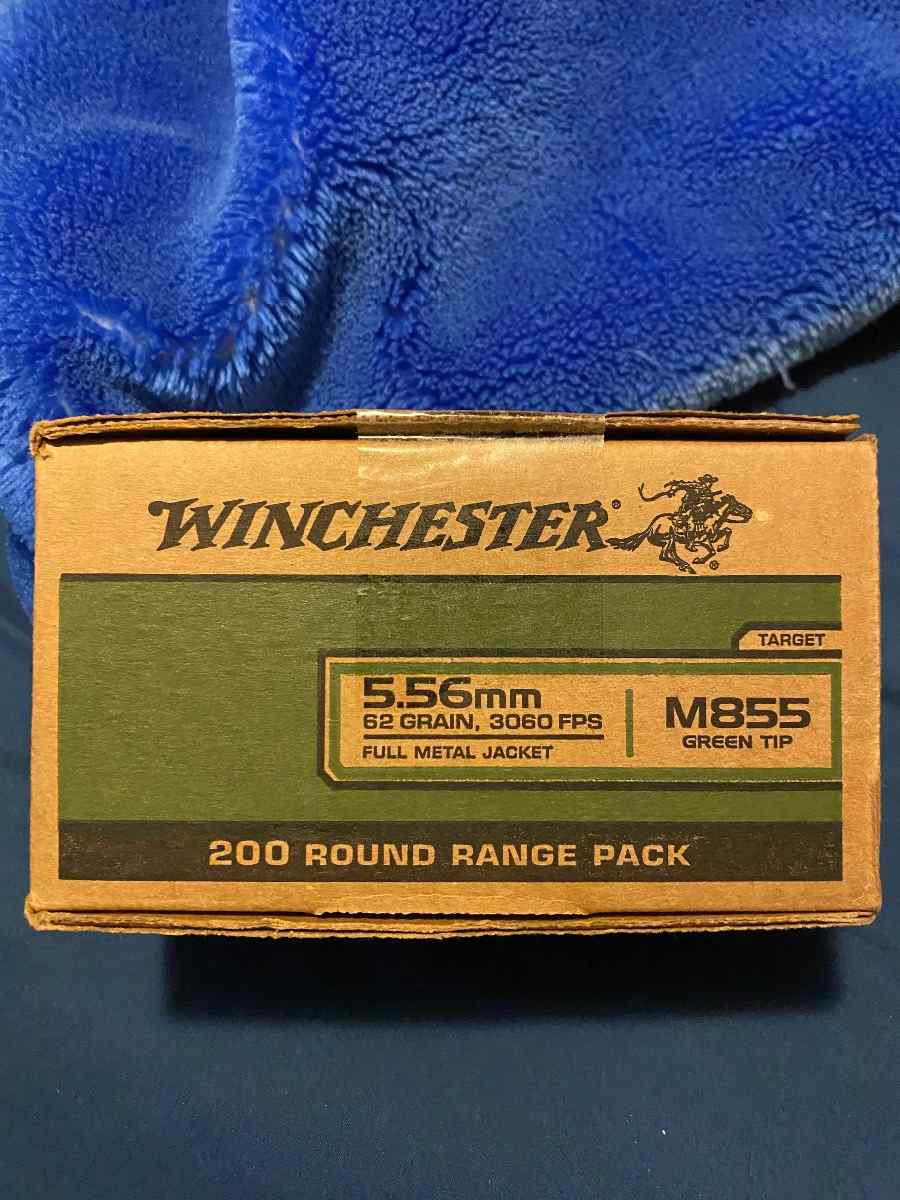 WINCHESTER®
®
TARGET
5.56mm
62 GRAIN, 3060 FPS
FULL METAL JACKET
M855
GREEN TIP
200 ROUND RANGE PACK